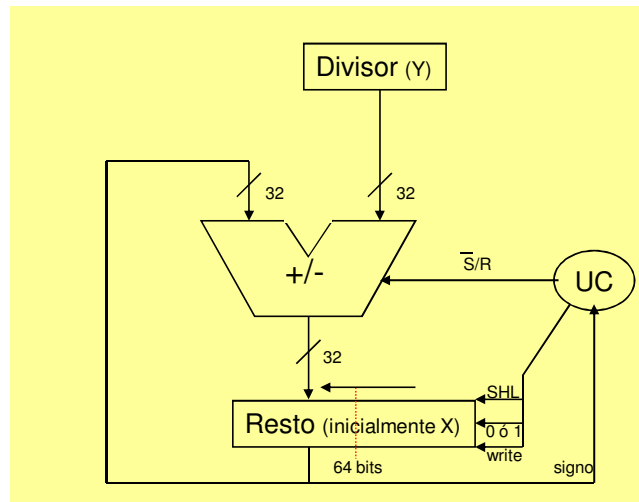 Divisor (Y)
32
32
+/-
S̅/R
UC
32
SHL
Resto (inicialmente X)
0 ó 1
write
64 bits
signo